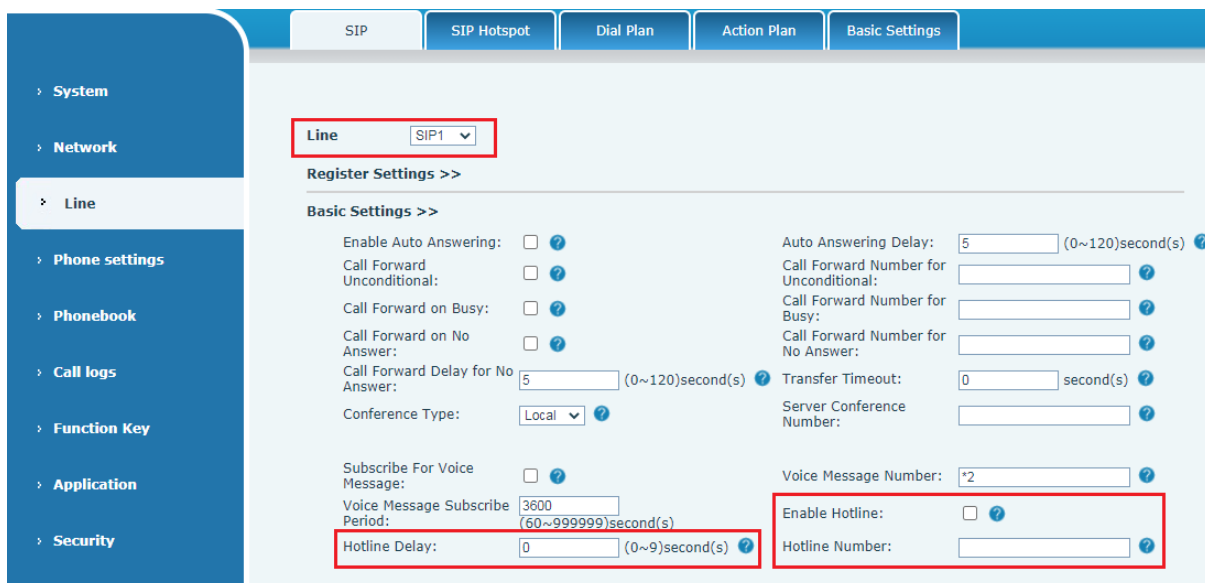 SIP
SIP Hotspot
Dial Plan
Action Plan
Basic Settings
› System
› Network
› Line
› Phone settings
› Phonebook
› Call logs
› Function Key
› Application
› Security
Line SIP1
Register Settings >>
Basic Settings >>
Enable Auto Answering: ?
Auto Answering Delay: 5 (0~120)second(s) ?
Call Forward
Unconditional: ?
Call Forward Number for
Unconditional: ?
Call Forward on Busy: ?
Call Forward Number for
Busy: ?
Call Forward on No
Answer: ?
Call Forward Number for
No Answer: ?
Call Forward Delay for No
Answer: 5 (0~120)second(s) ?
Transfer Timeout: 0 second(s) ?
Conference Type: Local ?
Server Conference
Number: ?
Subscribe For Voice
Message: ?
Voice Message Number: *2 ?
Voice Message Subscribe
Period: 3600
(60~999999)second(s)
Enable Hotline: ?
Hotline Delay: 0 (0~9)second(s) ?
Hotline Number: ?